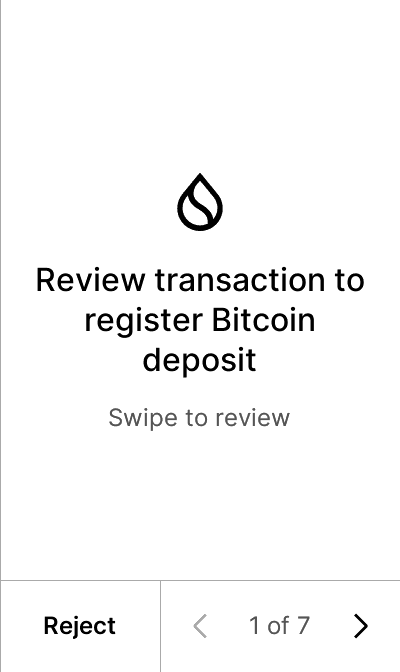 Review transaction to
register Bitcoin
deposit
Swipe to review
Reject
1 of 7